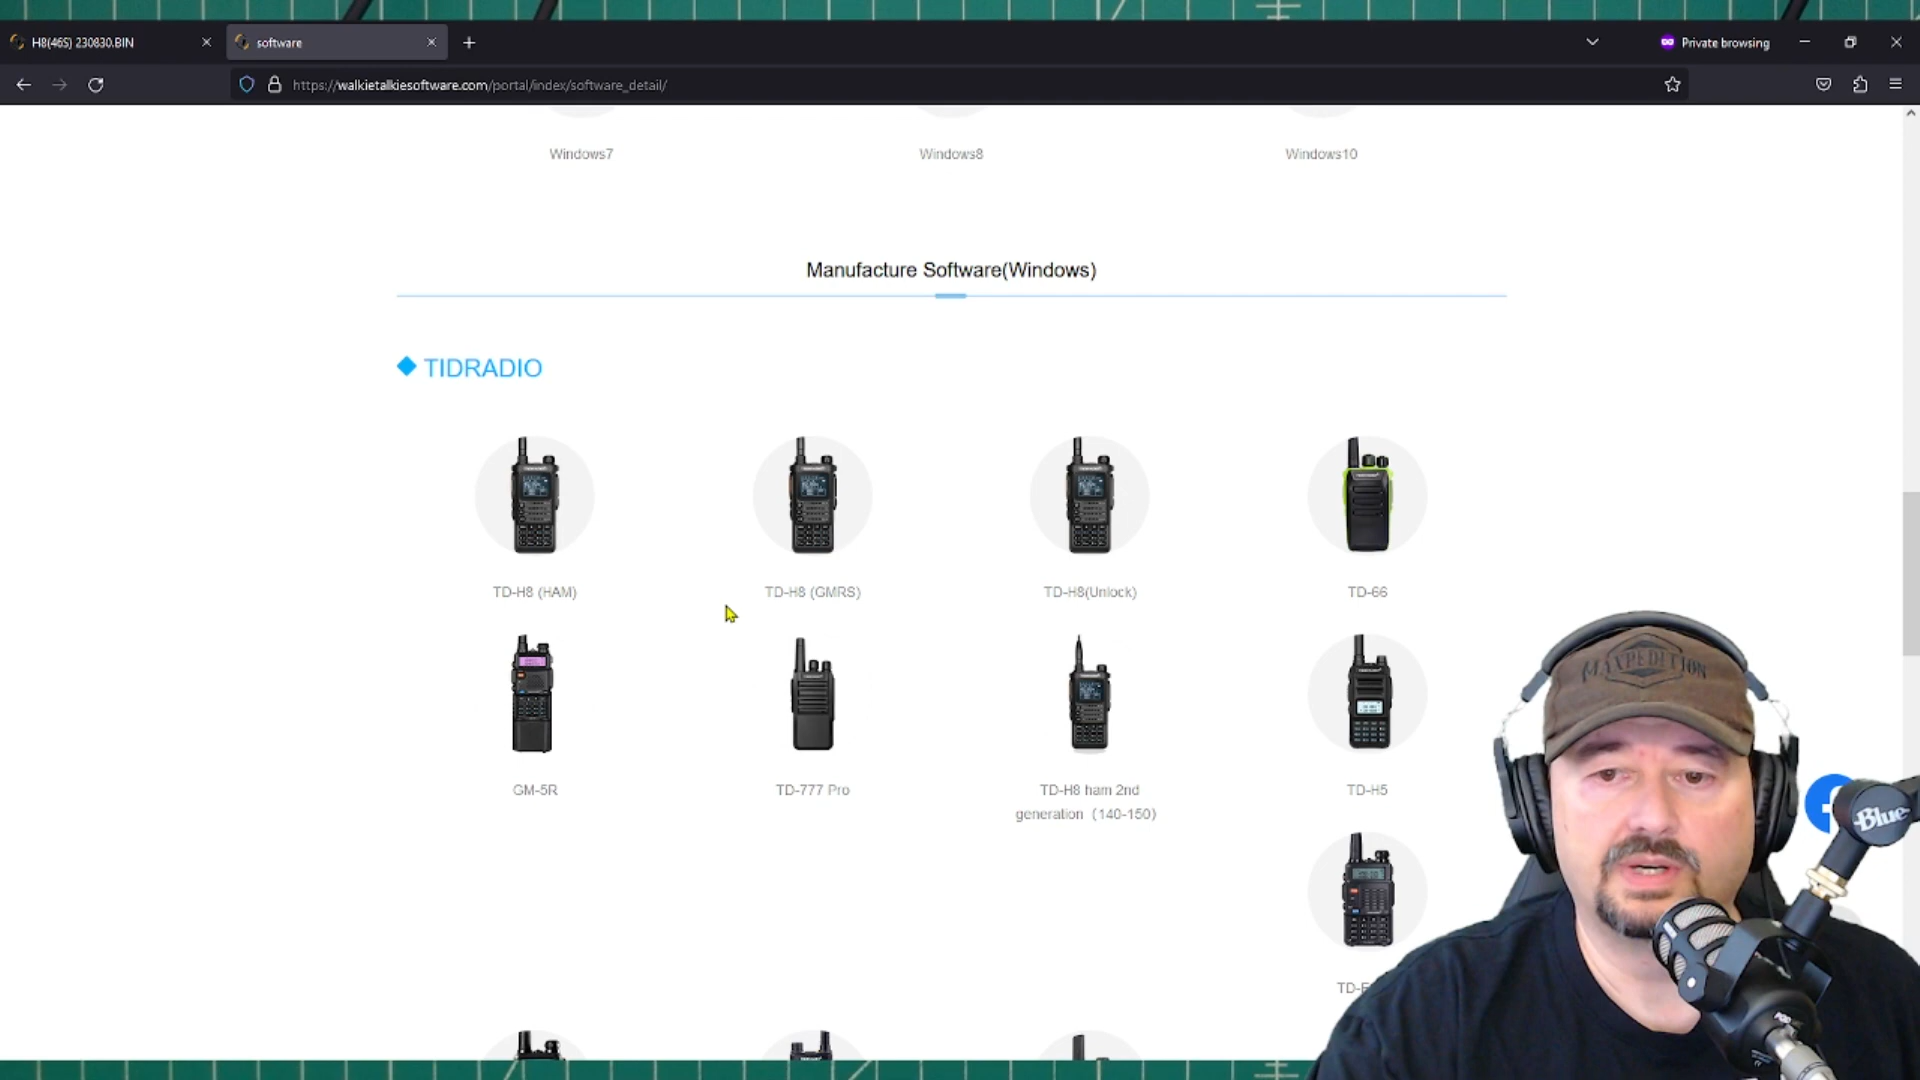 H8(46S) 230830.BIN
software
Private browsing
https://walkietalkiesoftware.com/portal/index/software_detail/
Windows7
Windows8
Windows10
Manufacture Software(Windows)
TIDRADIO
TD-H8 (HAM)
TD-H8 (GMRS)
TD-H8(Unlock)
TD-66
GM-5R
TD-777 Pro
TD-H8 ham 2nd
generation（140-150)
TD-H5
MAXPEDITION
Blue